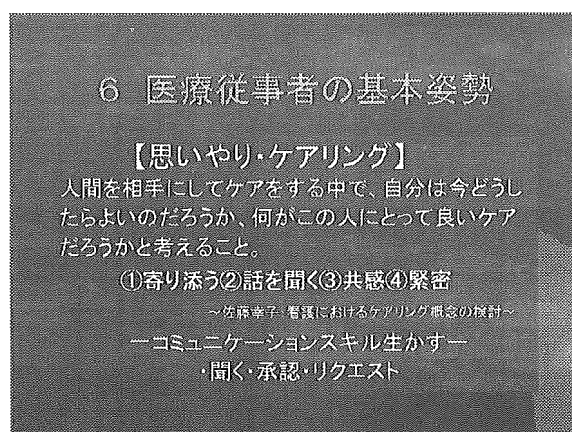 6 医療従事者の基本姿勢
【思いやり・ケアリング】
人間を相手にしてケアをする中で、自分は今どうし
たらよいのだろうか、何がこの人にとって良いケア
だろうかと考えること。
①寄り添う②話を聞く③共感④緊密
~佐藤幸子・看護におけるケアリング概念の検討~
―コミュニケーションスキル生かす―
・聞く・承認・リクエスト